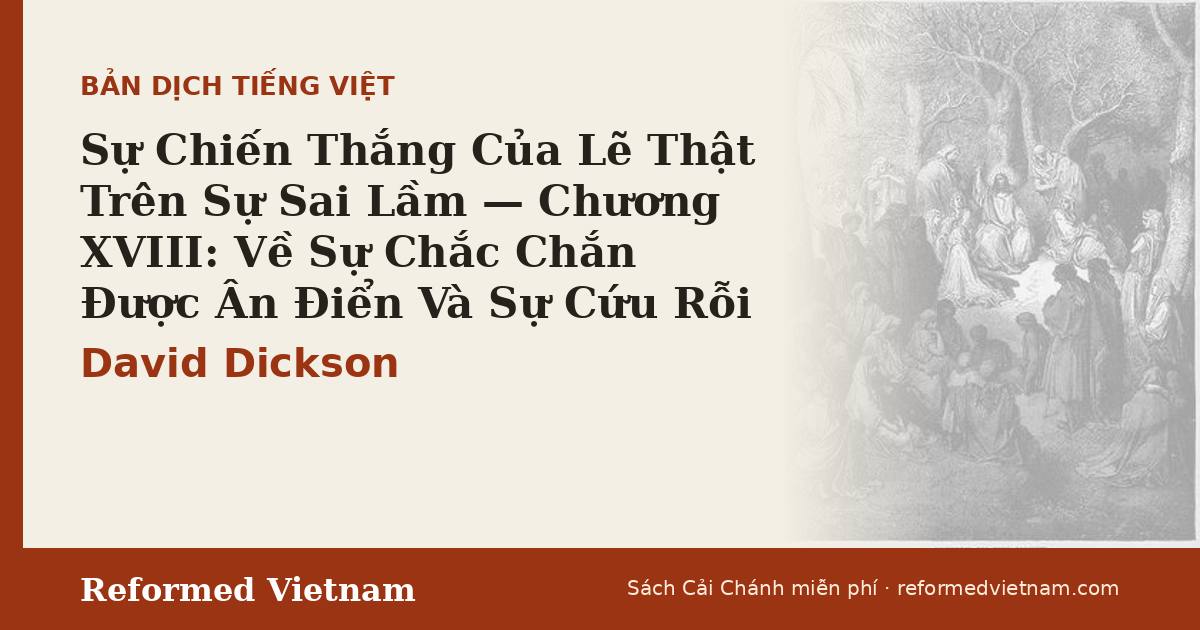 BẢN DỊCH TIẾNG VIỆT
Sự Chiến Thắng Của Lẽ Thật
Trên Sự Sai Lầm — Chương
XVIII: Về Sự Chắc Chắn
Được Ân Điển Và Sự Cứu Rỗi
David Dickson
Reformed Vietnam
Sách Cải Chánh miễn phí · reformedvietnam.com